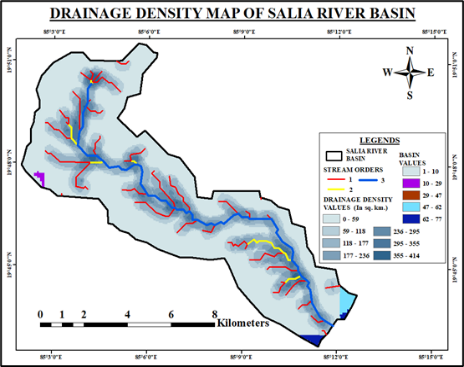 DRAINAGE DENSITY MAP OF SALIA RIVER BASIN
85°3'0"E 85°6'0"E 85°9'0"E 85°12'0"E 85°15'0"E
N
W E
S
LEGENDS
SALIA RIVER
BASIN
STREAM ORDERS
1 3
2
DRAINAGE DENSITY
VALUES (In sq. km.)
0 - 59
59 - 118 236 - 295
118 - 177 295 - 355
177 - 236 355 - 414
BASIN
VALUES
1 - 10
10 - 29
29 - 47
47 - 62
62 - 77
0 2 4 6 8
Kilometers
85°3'0"E 85°6'0"E 85°9'0"E 85°12'0"E 85°15'0"E